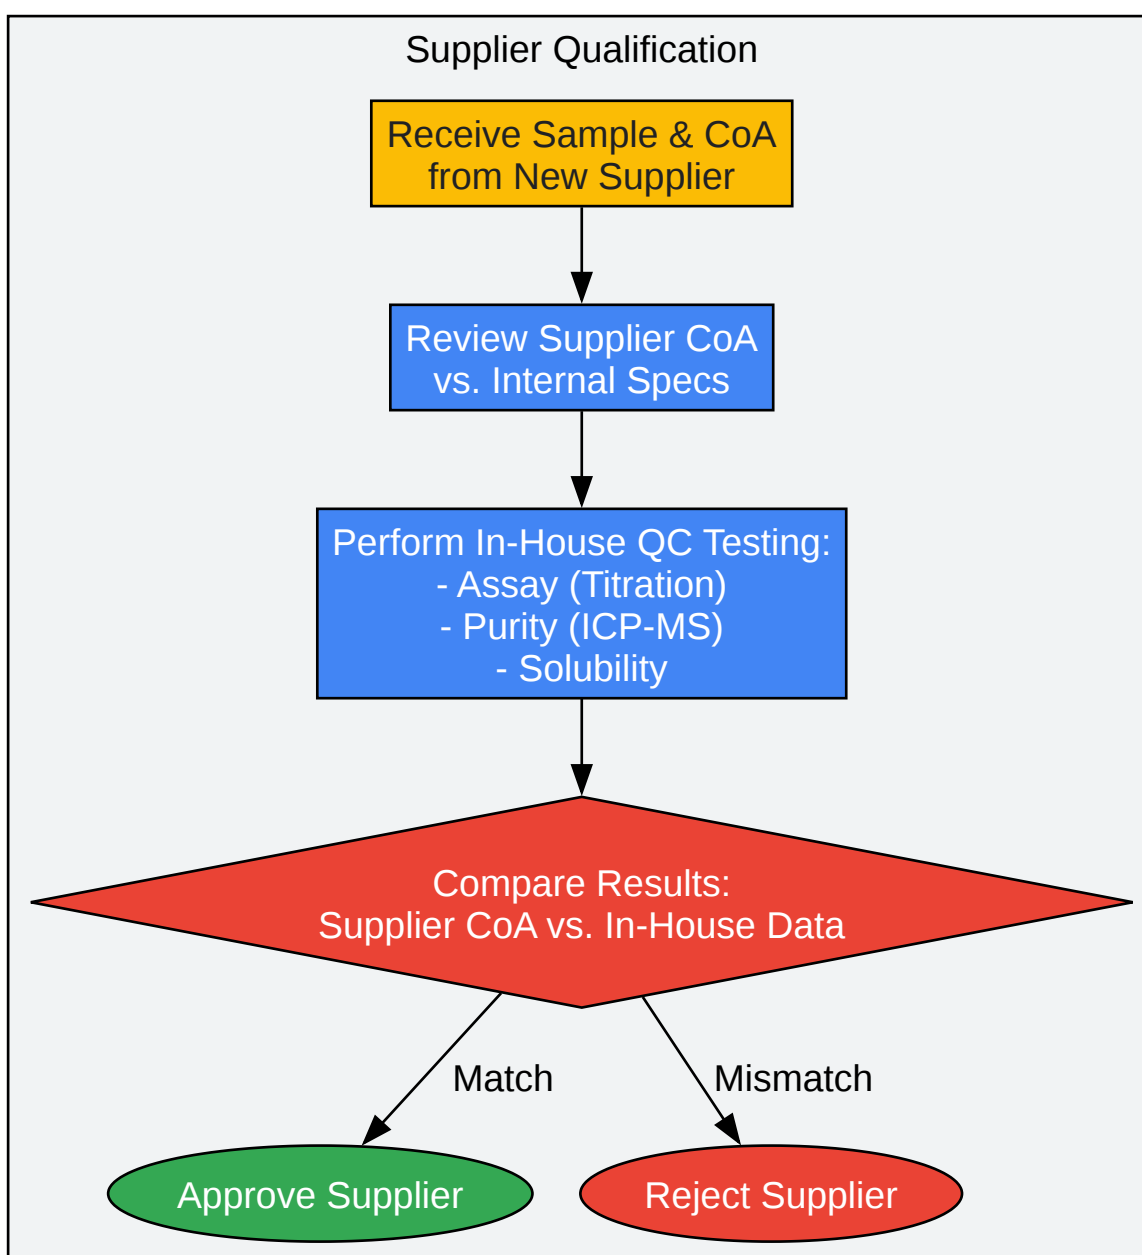 Supplier Qualification
Receive Sample & CoA
from New Supplier
Review Supplier CoA
vs. Internal Specs
Perform In-House QC Testing:
- Assay (Titration)
- Purity (ICP-MS)
- Solubility
Compare Results:
Supplier CoA vs. In-House Data
Match
Mismatch
Approve Supplier
Reject Supplier